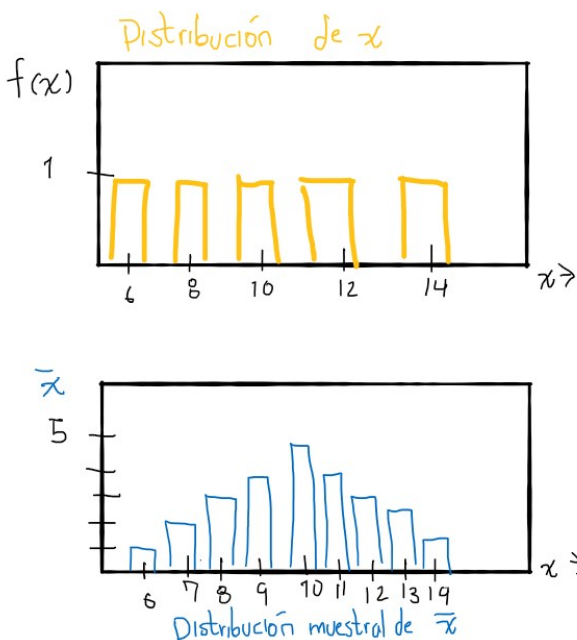 Distribución de x
f(x)
1
6 8 10 12 14 x>
x̄
5
6 7 8 9 10 11 12 13 14 x>
Distribución muestral de x̄